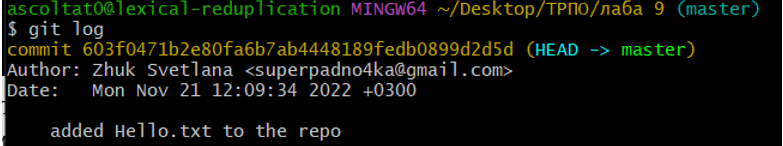 ascoltat0@lexical-reduplication MINGW64 ~/Desktop/ТРПО/лаба 9 (master)
$ git log
commit 603f0471b2e80fa6b7ab4448189fedb0899d2d5d (HEAD -> master)
Author: Zhuk Svetlana <superpadno4ka@gmail.com>
Date:   Mon Nov 21 12:09:34 2022 +0300
    added Hello.txt to the repo